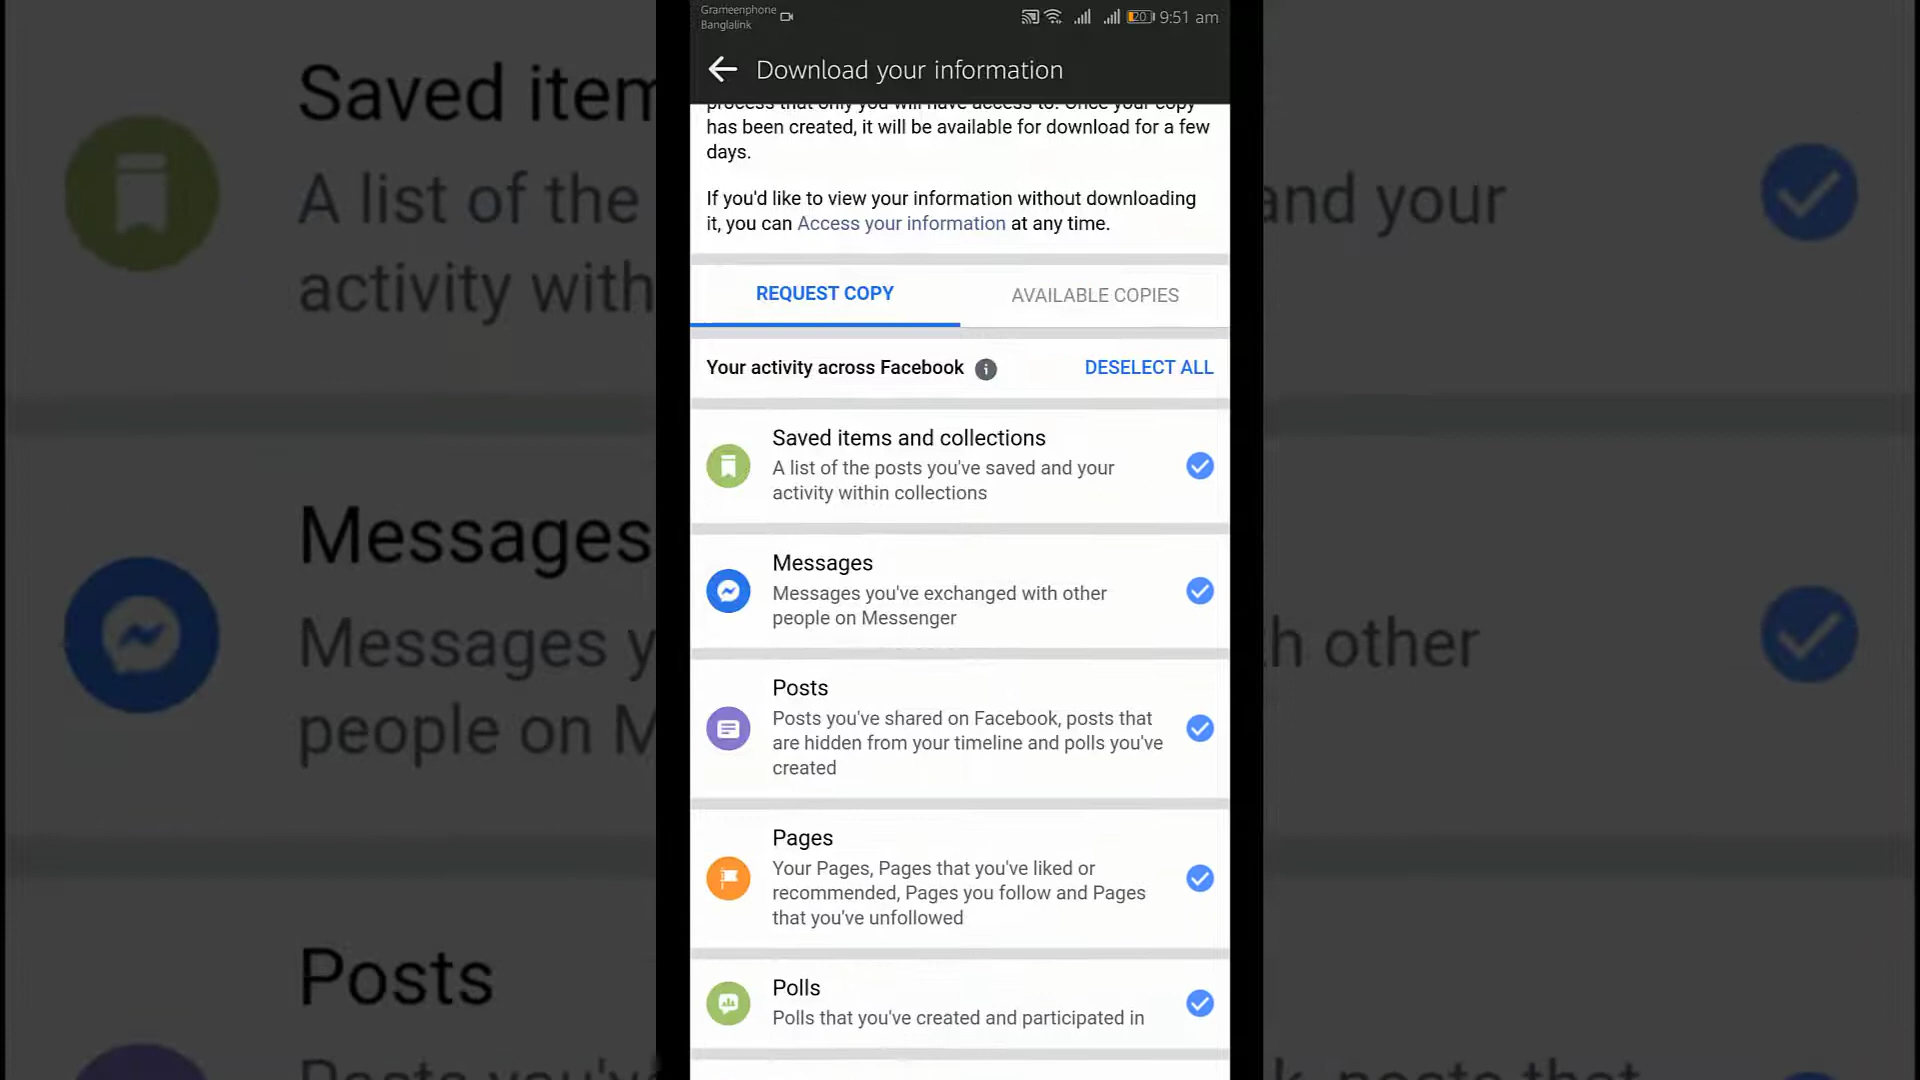 Grameenphone
Banglalink
20
9:51 am
Download your information
process that only you will have access to. Once your copy
has been created, it will be available for download for a few
days.
If you'd like to view your information without downloading
it, you can Access your information at any time.
REQUEST COPY
AVAILABLE COPIES
Your activity across Facebook
DESELECT ALL
Saved items and collections
A list of the posts you've saved and your
activity within collections
Messages
Messages you've exchanged with other
people on Messenger
Posts
Posts you've shared on Facebook, posts that
are hidden from your timeline and polls you've
created
Pages
Your Pages, Pages that you've liked or
recommended, Pages you follow and Pages
that you've unfollowed
Polls
Polls that you've created and participated in
Saved item
A list of the
and your
activity with
Messages
Messages y
h other
people on M
Posts
Posts you'v
k, posts that